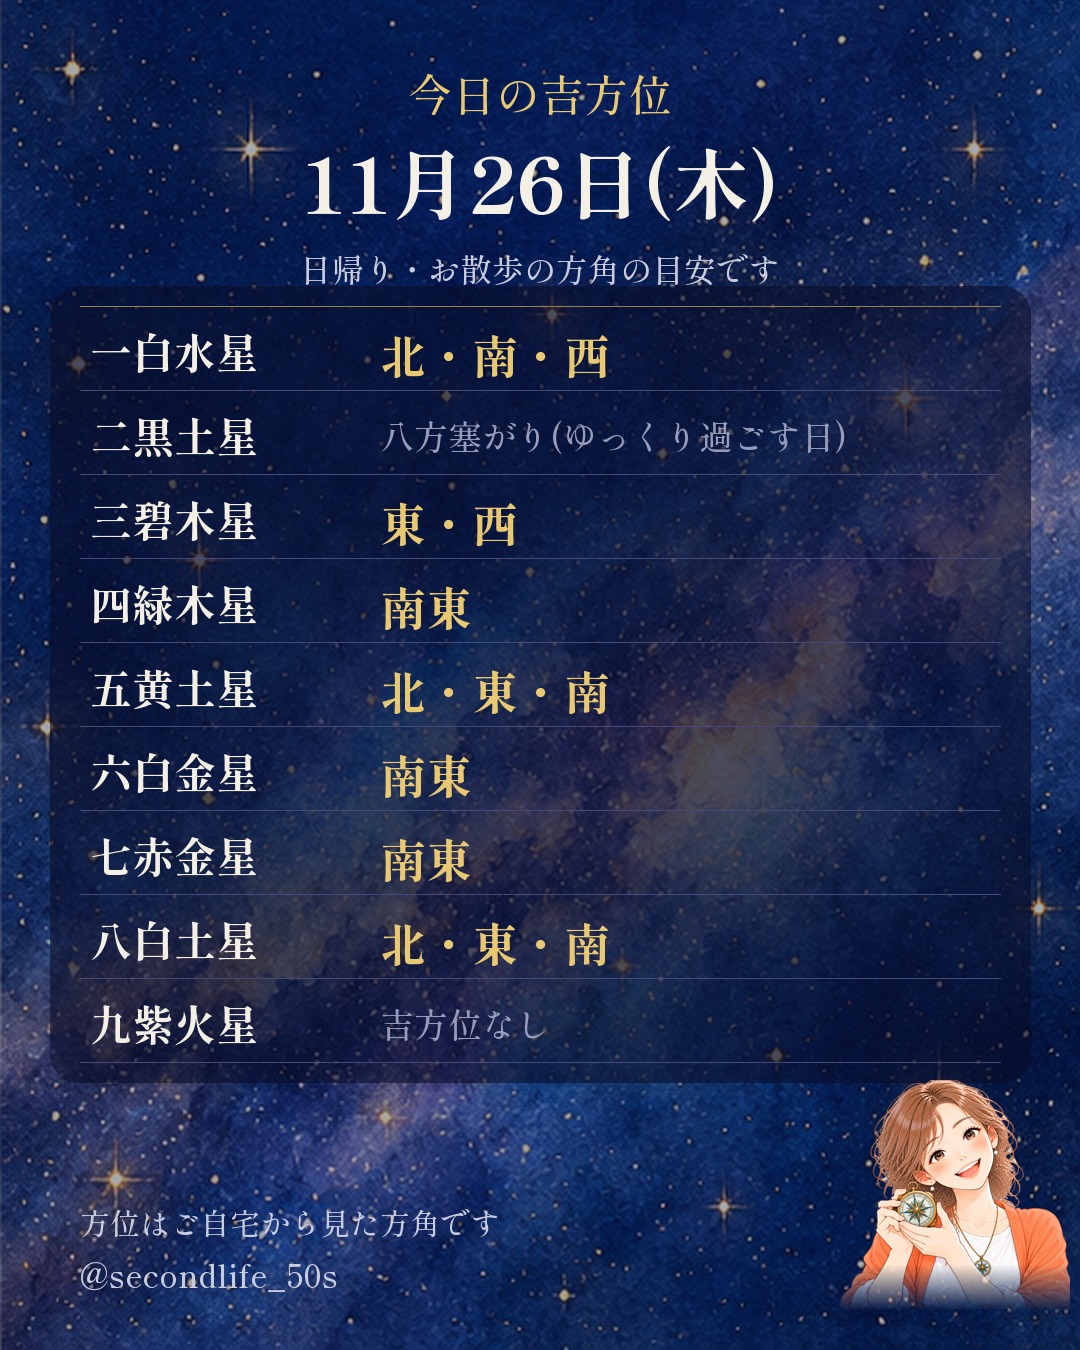 今日の吉方位
11月26日(木)
日帰り・お散歩の方角の目安です
一白水星 北・南・西
二黒土星 八方塞がり(ゆっくり過ごす日)
三碧木星 東・西
四緑木星 南東
五黄土星 北・東・南
六白金星 南東
七赤金星 南東
八白土星 北・東・南
九紫火星 吉方位なし
方位はご自宅から見た方角です
@secondlife_50s